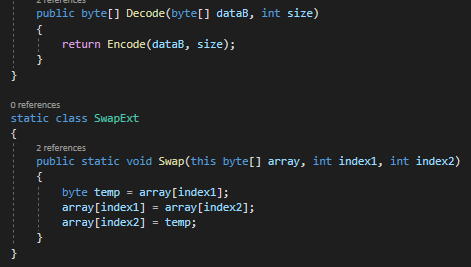 2 references
public byte[] Decode(byte[] dataB, int size)
{
return Encode(dataB, size);
}
}
0 references
static class SwapExt
{
2 references
public static void Swap(this byte[] array, int index1, int index2)
{
byte temp = array[index1];
array[index1] = array[index2];
array[index2] = temp;
}
}